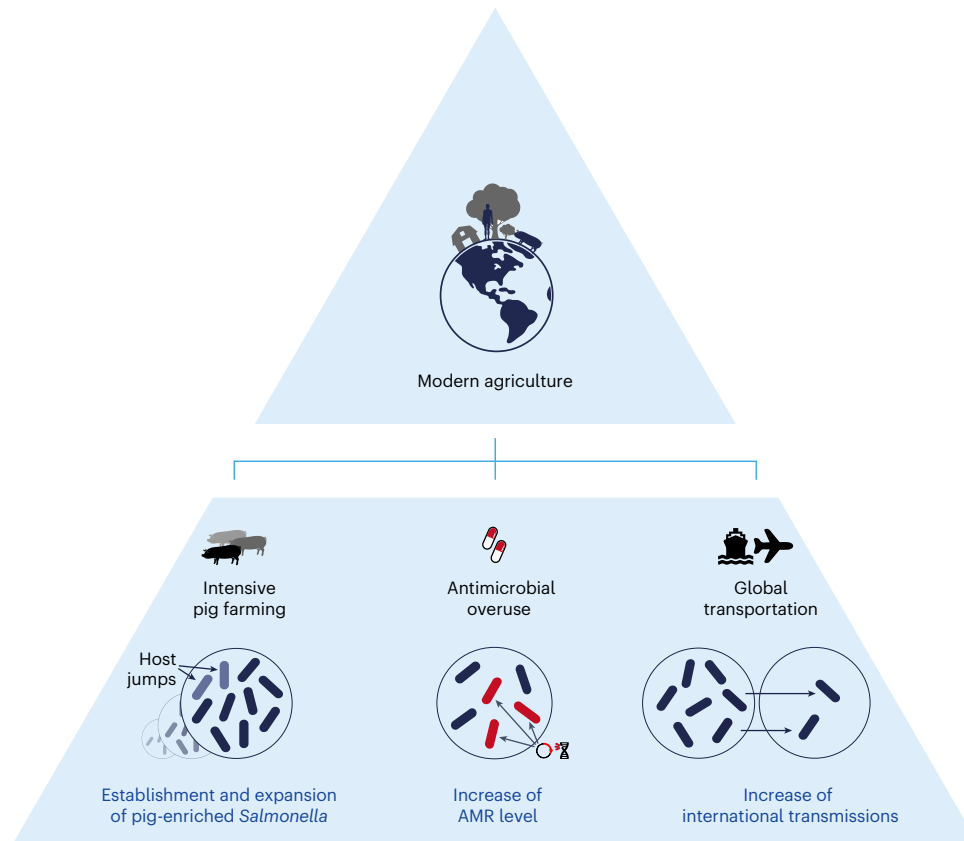 Modern agriculture
Intensive
pig farming
Antimicrobial
overuse
Global
transportation
Host
jumps
Establishment and expansion
of pig-enriched Salmonella
Increase of
AMR level
Increase of
international transmissions